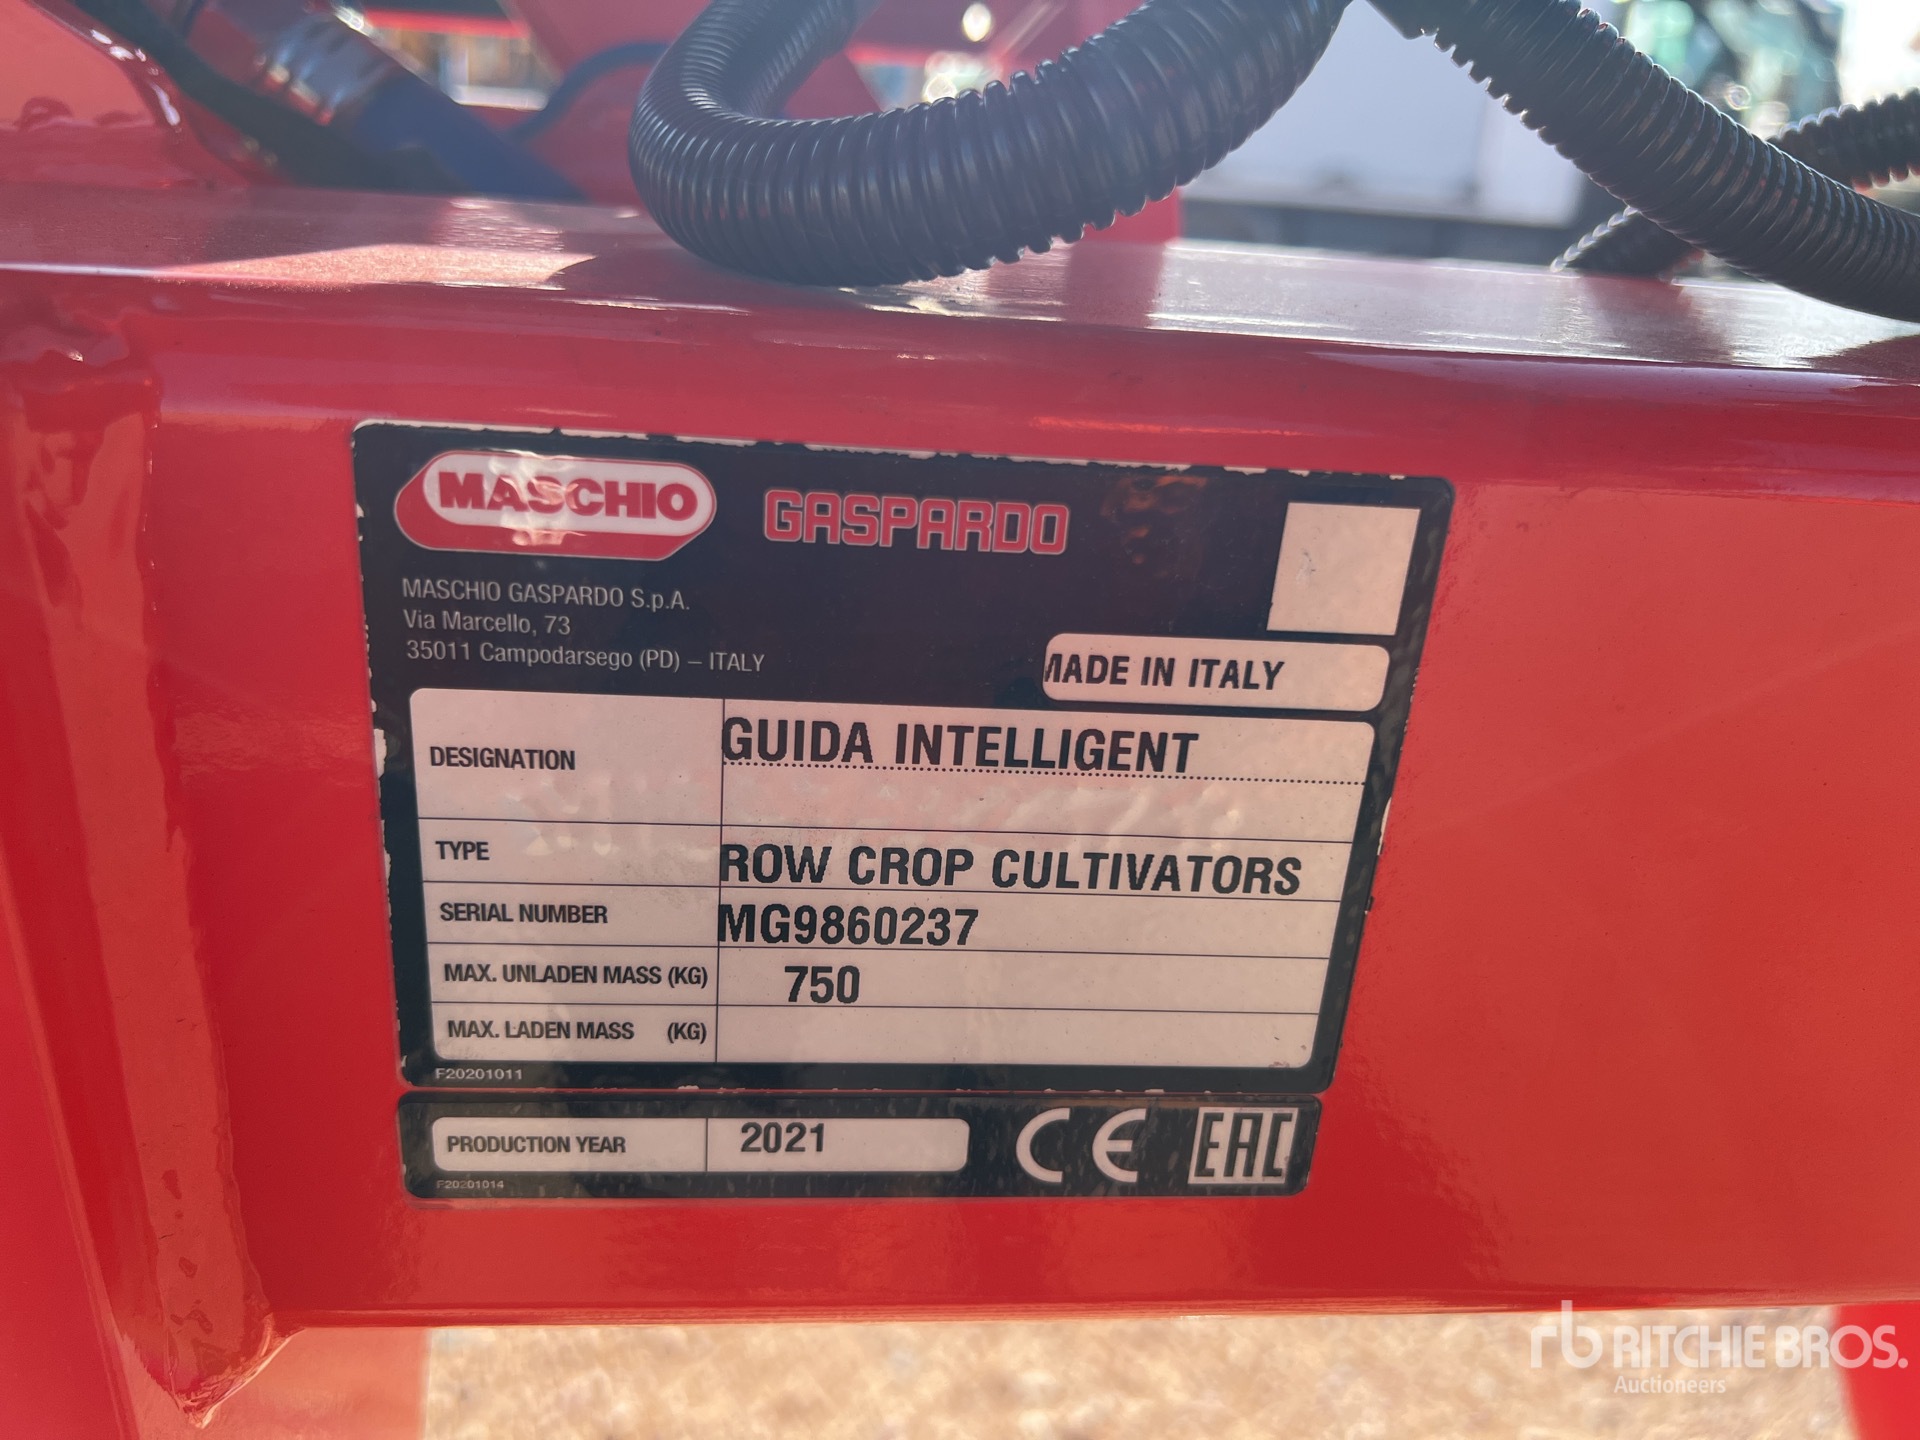 MASCHIO GASPARDO
MASCHIO GASPARDO S.p.A.
Via Marcello, 73
35011 Campodarsego (PD) – ITALY
MADE IN ITALY
DESIGNATION GUIDA INTELLIGENT
TYPE ROW CROP CULTIVATORS
SERIAL NUMBER MG9860237
MAX. UNLADEN MASS (KG) 750
MAX. LADEN MASS (KG)
F20201011
PRODUCTION YEAR 2021 CE EAC
F20201014
rb RITCHIE BROS.
Auctioneers